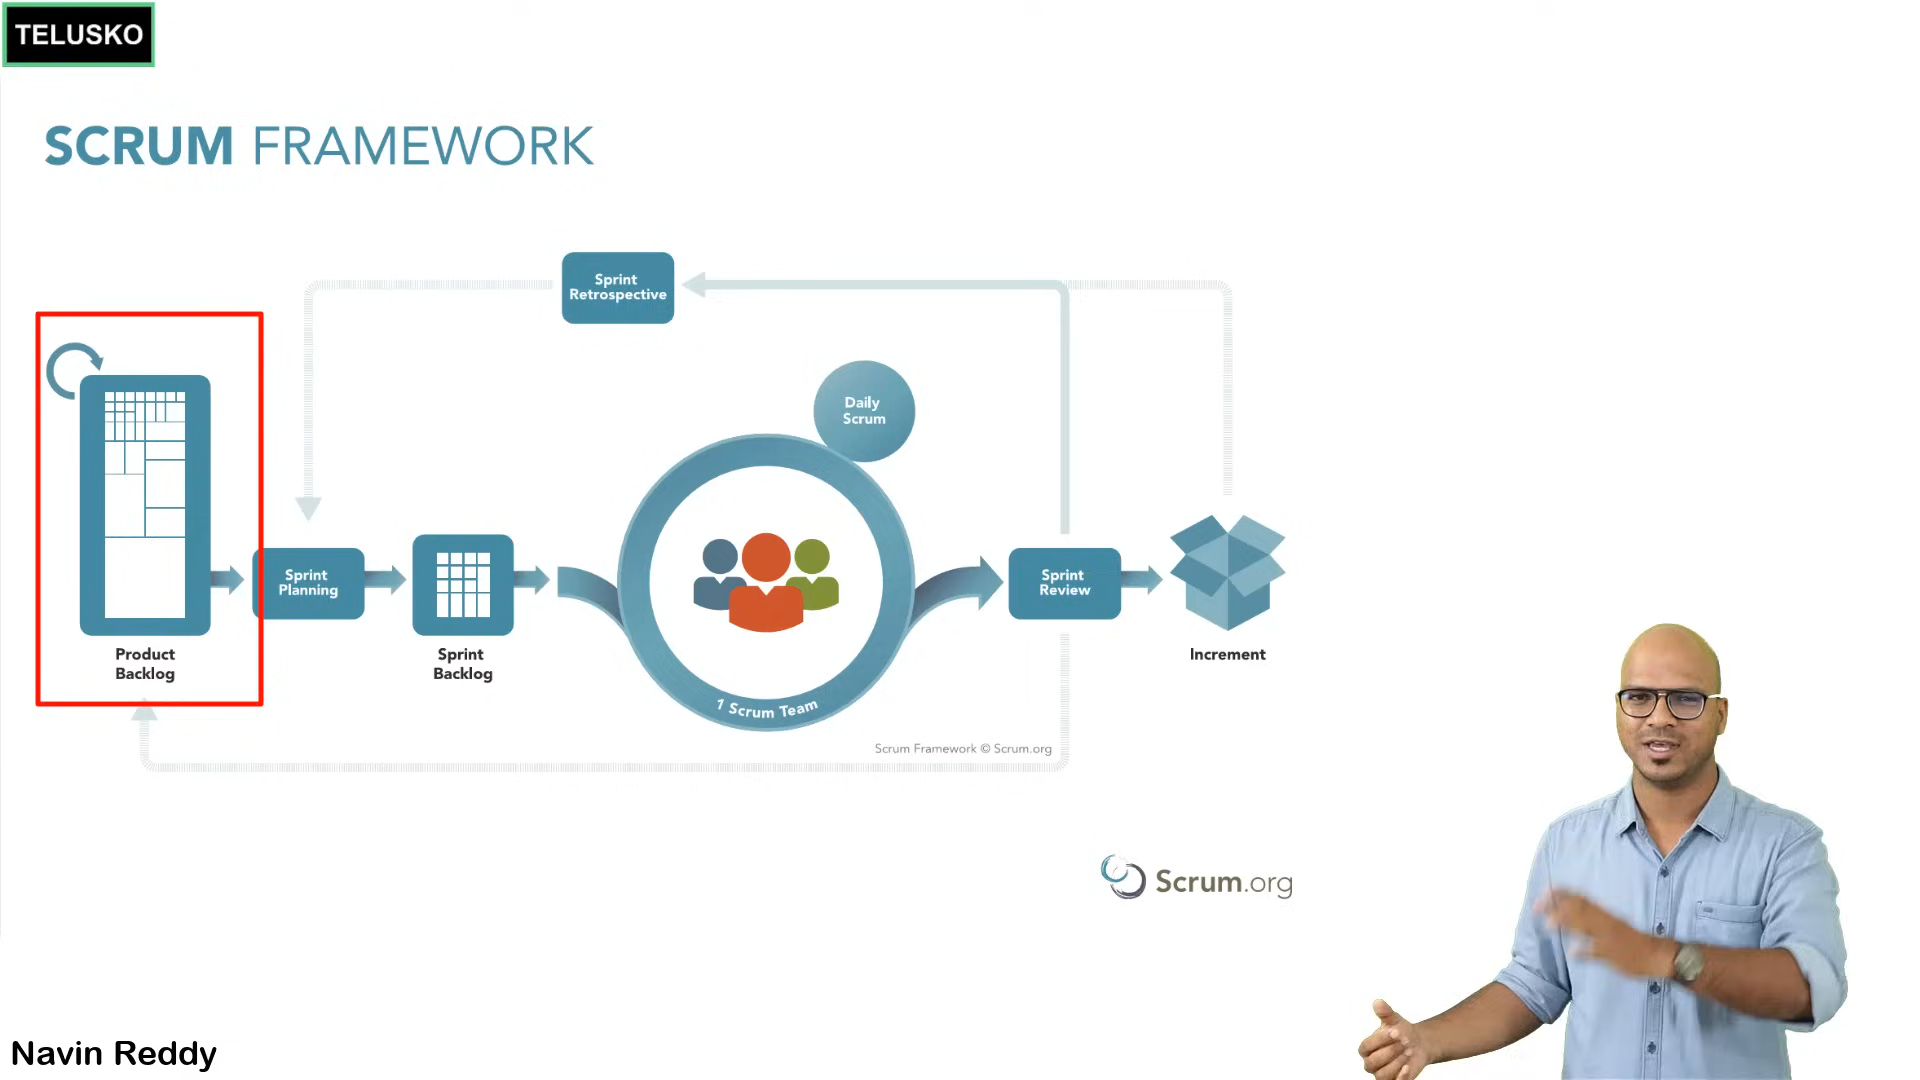 TELUSKO
SCRUM FRAMEWORK
Sprint
Retrospective
Daily
Scrum
Sprint
Planning
Sprint
Review
Product
Backlog
Sprint
Backlog
Increment
1 Scrum Team
Scrum Framework © Scrum.org
Scrum.org
Navin Reddy